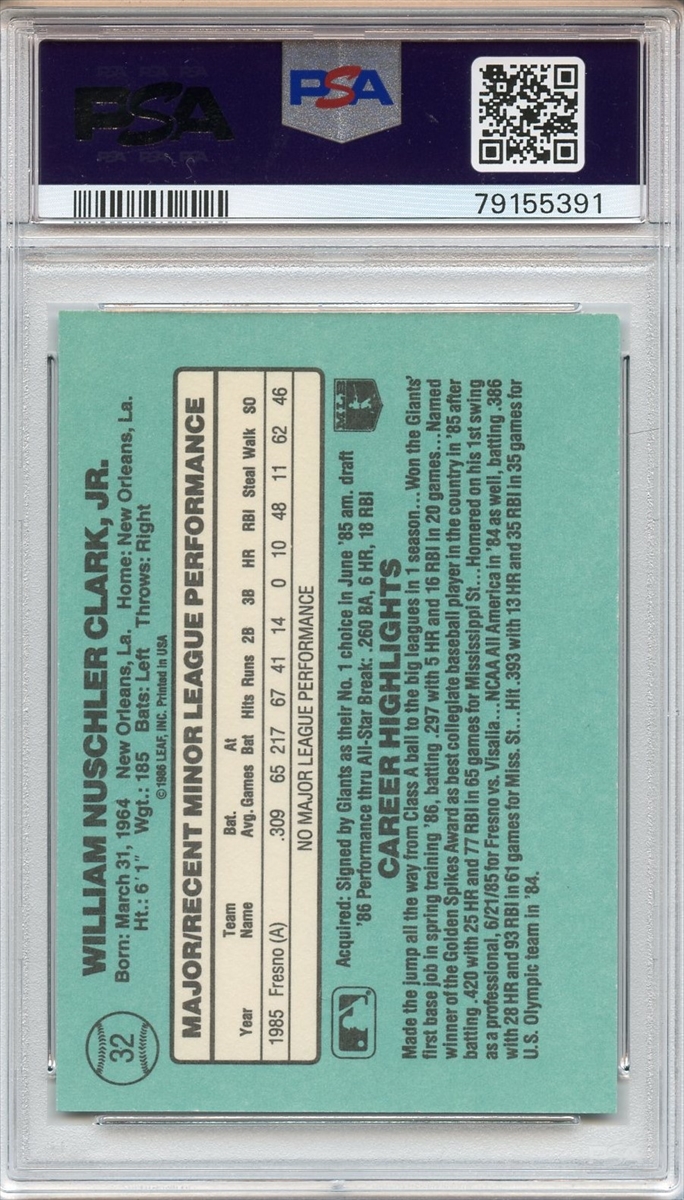 PSA
PSA
79155391
32
WILLIAM NUSCHLER CLARK, JR.
Born: March 31, 1964 New Orleans, La. Home: New Orleans, La.
Ht.: 6'1" Wgt.: 185 Bats: Left Throws: Right
©1986 LEAF, INC. Printed in USA
MAJOR/RECENT MINOR LEAGUE PERFORMANCE
Team Bat. At
Year Name Avg. Games Bat Hits Runs 2B 3B HR RBI Steal Walk SO
1985 Fresno (A) .309 65 217 67 41 14 0 10 48 11 62 46
NO MAJOR LEAGUE PERFORMANCE
Acquired: Signed by Giants as their No. 1 choice in June '85 am. draft
'86 Performance thru All-Star Break: .260 BA, 6 HR, 18 RBI
MLB
CAREER HIGHLIGHTS
Made the jump all the way from Class A ball to the big leagues in 1 season...Won the Giants'
first base job in spring training '86, batting .297 with 5 HR and 16 RBI in 20 games...Named
winner of the Golden Spikes Award as best collegiate baseball player in the country in '85 after
batting .420 with 25 HR and 77 RBI in 65 games for Mississippi St...Homered on his 1st swing
as a professional, 6/21/85 for Fresno vs. Visalia...NCAA All America in '84 as well, batting .386
with 28 HR and 93 RBI in 61 games for Miss. St...Hit .393 with 13 HR and 35 RBI in 35 games for
U.S. Olympic team in '84.